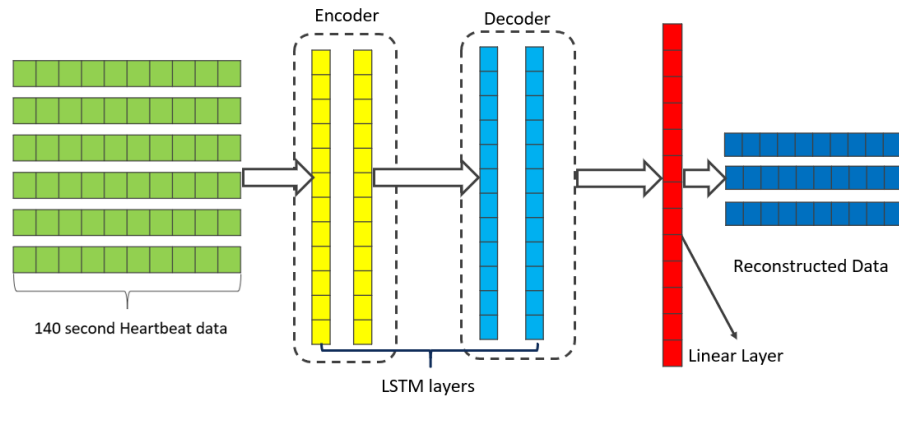 Encoder
Decoder
140 second Heartbeat data
LSTM layers
Linear Layer
Reconstructed Data